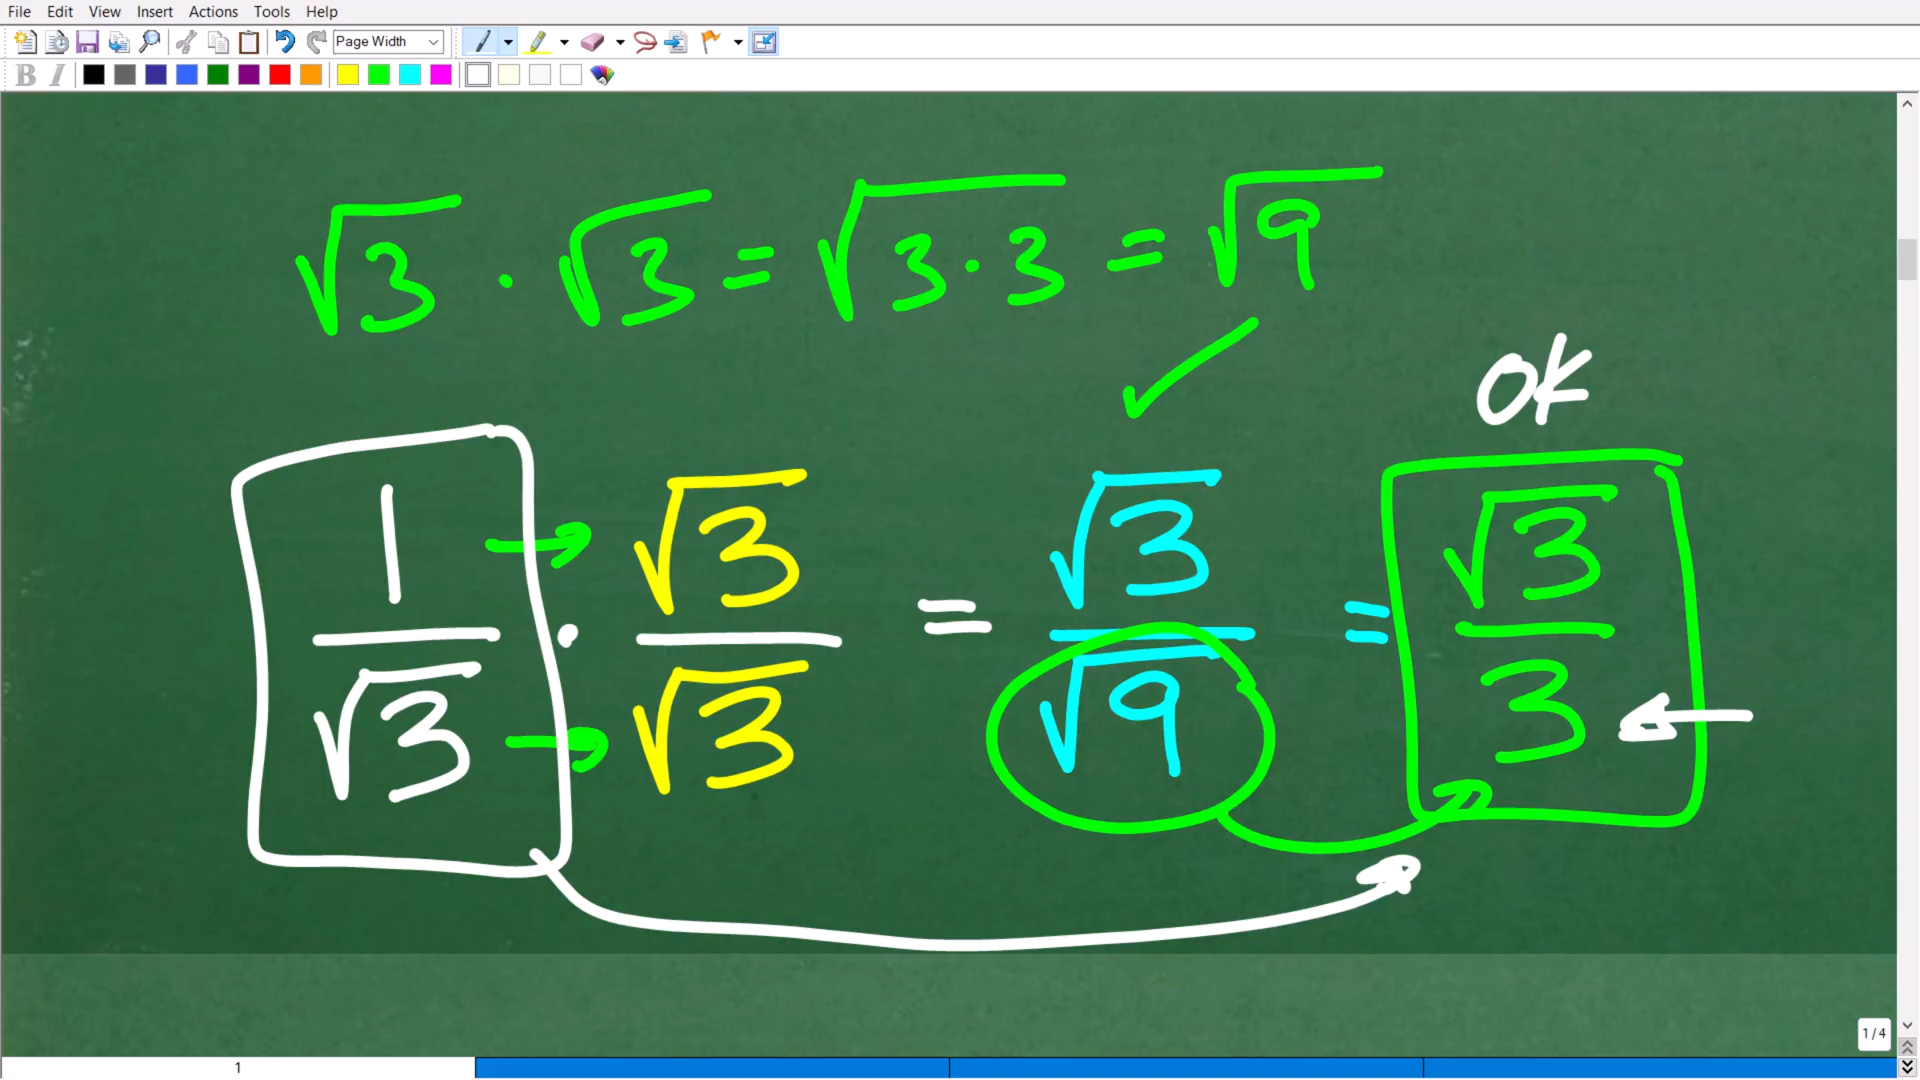 File Edit View Insert Actions Tools Help
Page Width
B I
√3 · √3 = √3·3 = √9
OK
1/√3 · √3/√3 = √3/√9 = √3/3
1/4
1